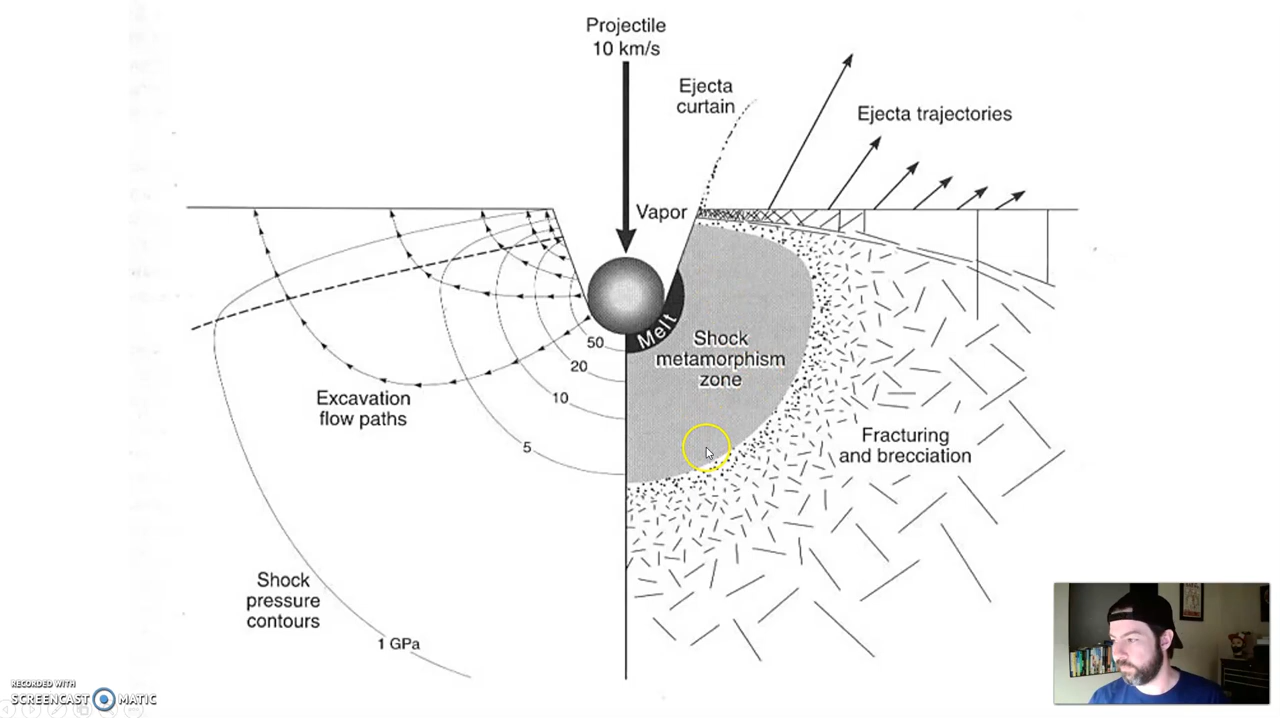 Projectile
10 km/s
Ejecta
curtain
Ejecta trajectories
Vapor
Melt
50
20
10
5
Shock
metamorphism
zone
Excavation
flow paths
Fracturing
and brecciation
Shock
pressure
contours
1 GPa
RECORDED WITH
SCREENCAST MATIC